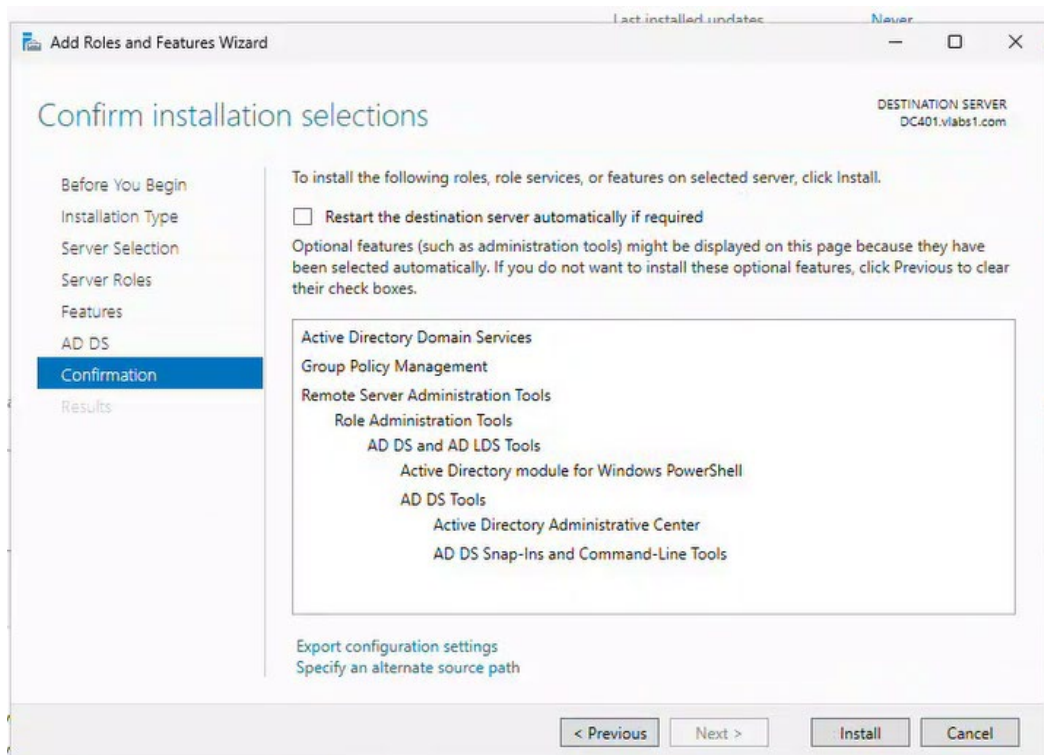 Last installed updates Never
Add Roles and Features Wizard
Confirm installation selections
DESTINATION SERVER
DC401.vlabs1.com
Before You Begin
Installation Type
Server Selection
Server Roles
Features
AD DS
Confirmation
Results
To install the following roles, role services, or features on selected server, click Install.
Restart the destination server automatically if required
Optional features (such as administration tools) might be displayed on this page because they have
been selected automatically. If you do not want to install these optional features, click Previous to clear
their check boxes.
Active Directory Domain Services
Group Policy Management
Remote Server Administration Tools
Role Administration Tools
AD DS and AD LDS Tools
Active Directory module for Windows PowerShell
AD DS Tools
Active Directory Administrative Center
AD DS Snap-Ins and Command-Line Tools
Export configuration settings
Specify an alternate source path
< Previous
Next >
Install
Cancel